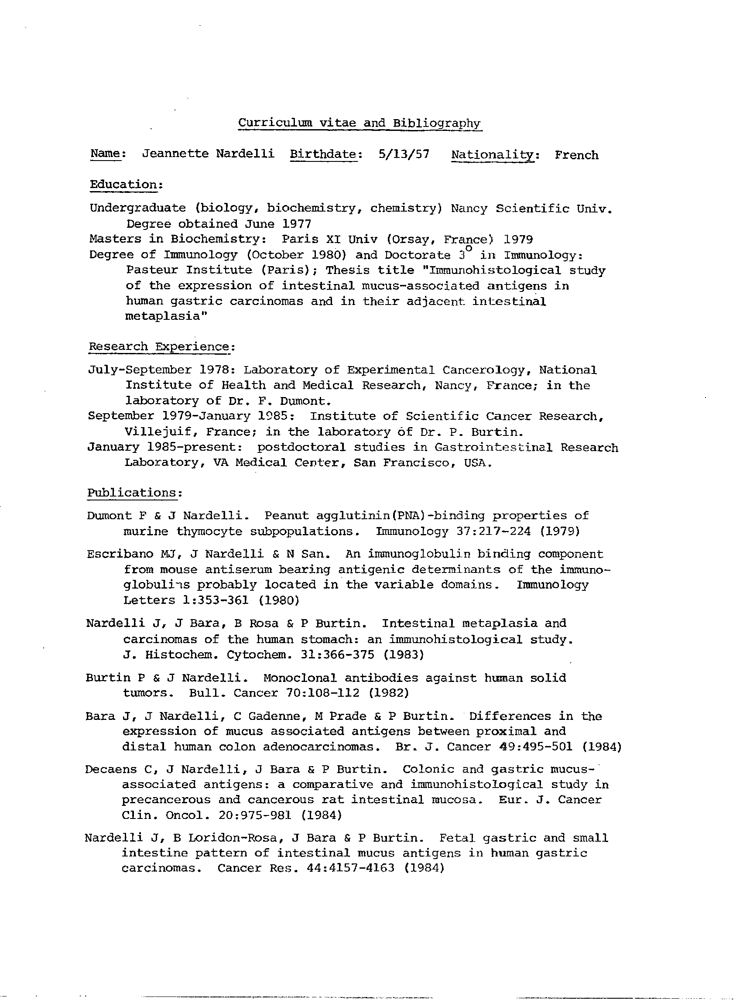 Curriculum vitae and Bibliography
Name: Jeannette Nardelli Birthdate: 5/13/57 Nationality: French
Education:
Undergraduate (biology, biochemistry, chemistry) Nancy Scientific Univ.
Degree obtained June 1977
Masters in Biochemistry: Paris XI Univ (Orsay, France) 1979
Degree of Immunology (October 1980) and Doctorate 3° in Immunology:
Pasteur Institute (Paris); Thesis title "Immunohistological study
of the expression of intestinal mucus-associated antigens in
human gastric carcinomas and in their adjacent intestinal
metaplasia"
Research Experience:
July-September 1978: Laboratory of Experimental Cancerology, National
Institute of Health and Medical Research, Nancy, France; in the
laboratory of Dr. F. Dumont.
September 1979-January 1985: Institute of Scientific Cancer Research,
Villejuif, France; in the laboratory of Dr. P. Burtin.
January 1985-present: postdoctoral studies in Gastrointestinal Research
Laboratory, VA Medical Center, San Francisco, USA.
Publications:
Dumont F & J Nardelli. Peanut agglutinin(PNA)-binding properties of
murine thymocyte subpopulations. Immunology 37:217-224 (1979)
Escribano MJ, J Nardelli & N San. An immunoglobulin binding component
from mouse antiserum bearing antigenic determinants of the immuno-
globulins probably located in the variable domains. Immunology
Letters 1:353-361 (1980)
Nardelli J, J Bara, B Rosa & P Burtin. Intestinal metaplasia and
carcinomas of the human stomach: an immunohistological study.
J. Histochem. Cytochem. 31:366-375 (1983)
Burtin P & J Nardelli. Monoclonal antibodies against human solid
tumors. Bull. Cancer 70:108-112 (1982)
Bara J, J Nardelli, C Gadenne, M Prade & P Burtin. Differences in the
expression of mucus associated antigens between proximal and
distal human colon adenocarcinomas. Br. J. Cancer 49:495-501 (1984)
Decaens C, J Nardelli, J Bara & P Burtin. Colonic and gastric mucus-
associated antigens: a comparative and immunohistological study in
precancerous and cancerous rat intestinal mucosa. Eur. J. Cancer
Clin. Oncol. 20:975-981 (1984)
Nardelli J, B Loridon-Rosa, J Bara & P Burtin. Fetal gastric and small
intestine pattern of intestinal mucus antigens in human gastric
carcinomas. Cancer Res. 44:4157-4163 (1984)